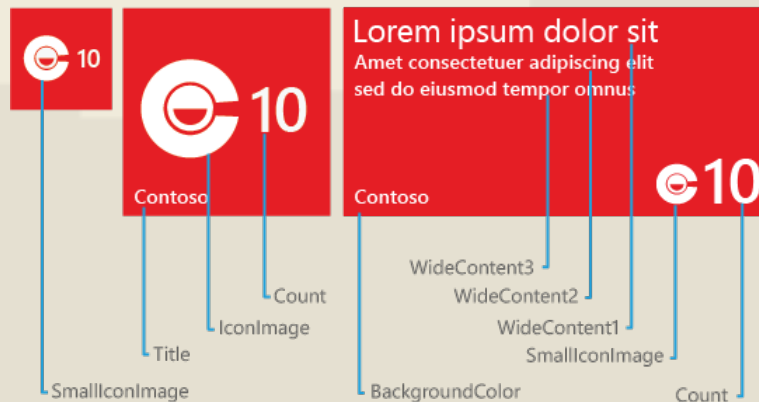 10
10
Contoso
Lorem ipsum dolor sit
Amet consectetuer adipiscing elit
sed do eiusmod tempor omnus
Contoso
10
WideContent3
Count
WideContent2
IconImage
WideContent1
Title
SmallIconImage
SmallIconImage
BackgroundColor
Count